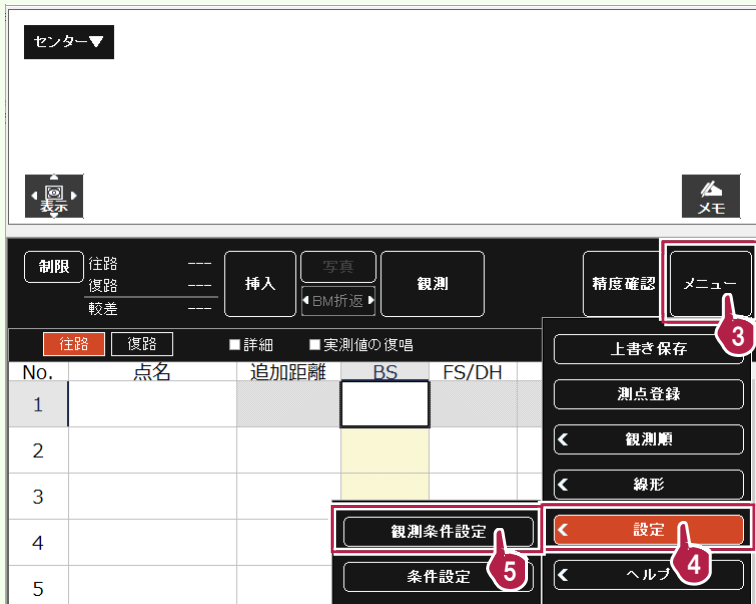 センター▼
表示
メモ
制限
往路 ---
復路 ---
較差 ---
挿入
写真
BM折返
観測
精度確認
メニュー
3
往路
復路
■詳細
■実測値の復唱
No. 点名 追加距離 BS FS/DH
1
2
3
4
5
上書き保存
測点登録
観測順
線形
設定
4
ヘルプ
観測条件設定
5
条件設定